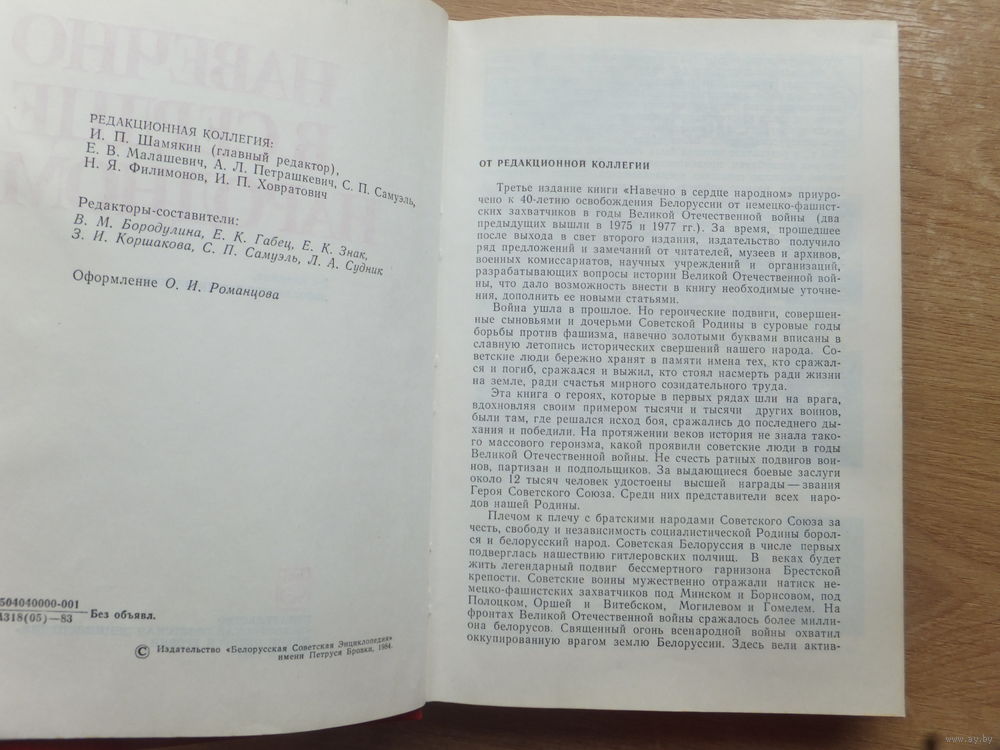 РЕДАКЦИОННАЯ КОЛЛЕГИЯ:
И. П. Шамякин (главный редактор),
Е. В. Малашевич, А. Л. Петрашкевич, С. П. Самуэль,
Н. Я. Филимонов, И. П. Ховратович
Редакторы-составители:
В. М. Бородулина, Е. К. Габец, Е. К. Знак,
З. И. Коршакова, С. П. Самуэль, Л. А. Судник
Оформление О. И. Романцова
504040000-001
318(05)—83
Без объявл.
© Издательство «Белорусская Советская Энциклопедия»
имени Петруся Бровки, 1984.
ОТ РЕДАКЦИОННОЙ КОЛЛЕГИИ
Третье издание книги «Навечно в сердце народном» приуро-
чено к 40-летию освобождения Белоруссии от немецко-фашист-
ских захватчиков в годы Великой Отечественной войны (два
предыдущих вышли в 1975 и 1977 гг.). За время, прошедшее
после выхода в свет второго издания, издательство получило
ряд предложений и замечаний от читателей, музеев и архивов,
военных комиссариатов, научных учреждений и организаций,
разрабатывающих вопросы истории Великой Отечественной вой-
ны, что дало возможность внести в книгу необходимые уточне-
ния, дополнить ее новыми статьями.
Война ушла в прошлое. Но героические подвиги, совершен-
ные сыновьями и дочерьми Советской Родины в суровые годы
борьбы против фашизма, навечно золотыми буквами вписаны в
славную летопись исторических свершений нашего народа. Со-
ветские люди бережно хранят в памяти имена тех, кто сражал-
ся и погиб, сражался и выжил, кто стоял насмерть ради жизни
на земле, ради счастья мирного созидательного труда.
Эта книга о героях, которые в первых рядах шли на врага,
вдохновляя своим примером тысячи и тысячи других воинов,
были там, где решался исход боя, сражались до последнего ды-
хания и победили. На протяжении веков история не знала тако-
го массового героизма, какой проявили советские люди в годы
Великой Отечественной войны. Не счесть ратных подвигов вои-
нов, партизан и подпольщиков. За выдающиеся боевые заслуги
около 12 тысяч человек удостоены высшей награды — звания
Героя Советского Союза. Среди них представители всех наро-
дов нашей Родины.
Плечом к плечу с братскими народами Советского Союза за
честь, свободу и независимость социалистической Родины борол-
ся и белорусский народ. Советская Белоруссия в числе первых
подверглась нашествию гитлеровских полчищ. В веках будет
жить легендарный подвиг бессмертного гарнизона Брестской
крепости. Советские воины мужественно отражали натиск не-
мецко-фашистских захватчиков под Минском и Борисовом, под
Полоцком, Оршей и Витебском, Могилевом и Гомелем. На
фронтах Великой Отечественной войны сражалось более миллио-
на белорусов. Священный огонь всенародной войны охватил
оккупированную врагом землю Белоруссии. Здесь вели актив-
www.ay.by